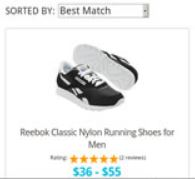 SORTED BY: Best Match
Reebok Classic Nylon Running Shoes for
Men
Rating: (2 reviews)
$36 - $55